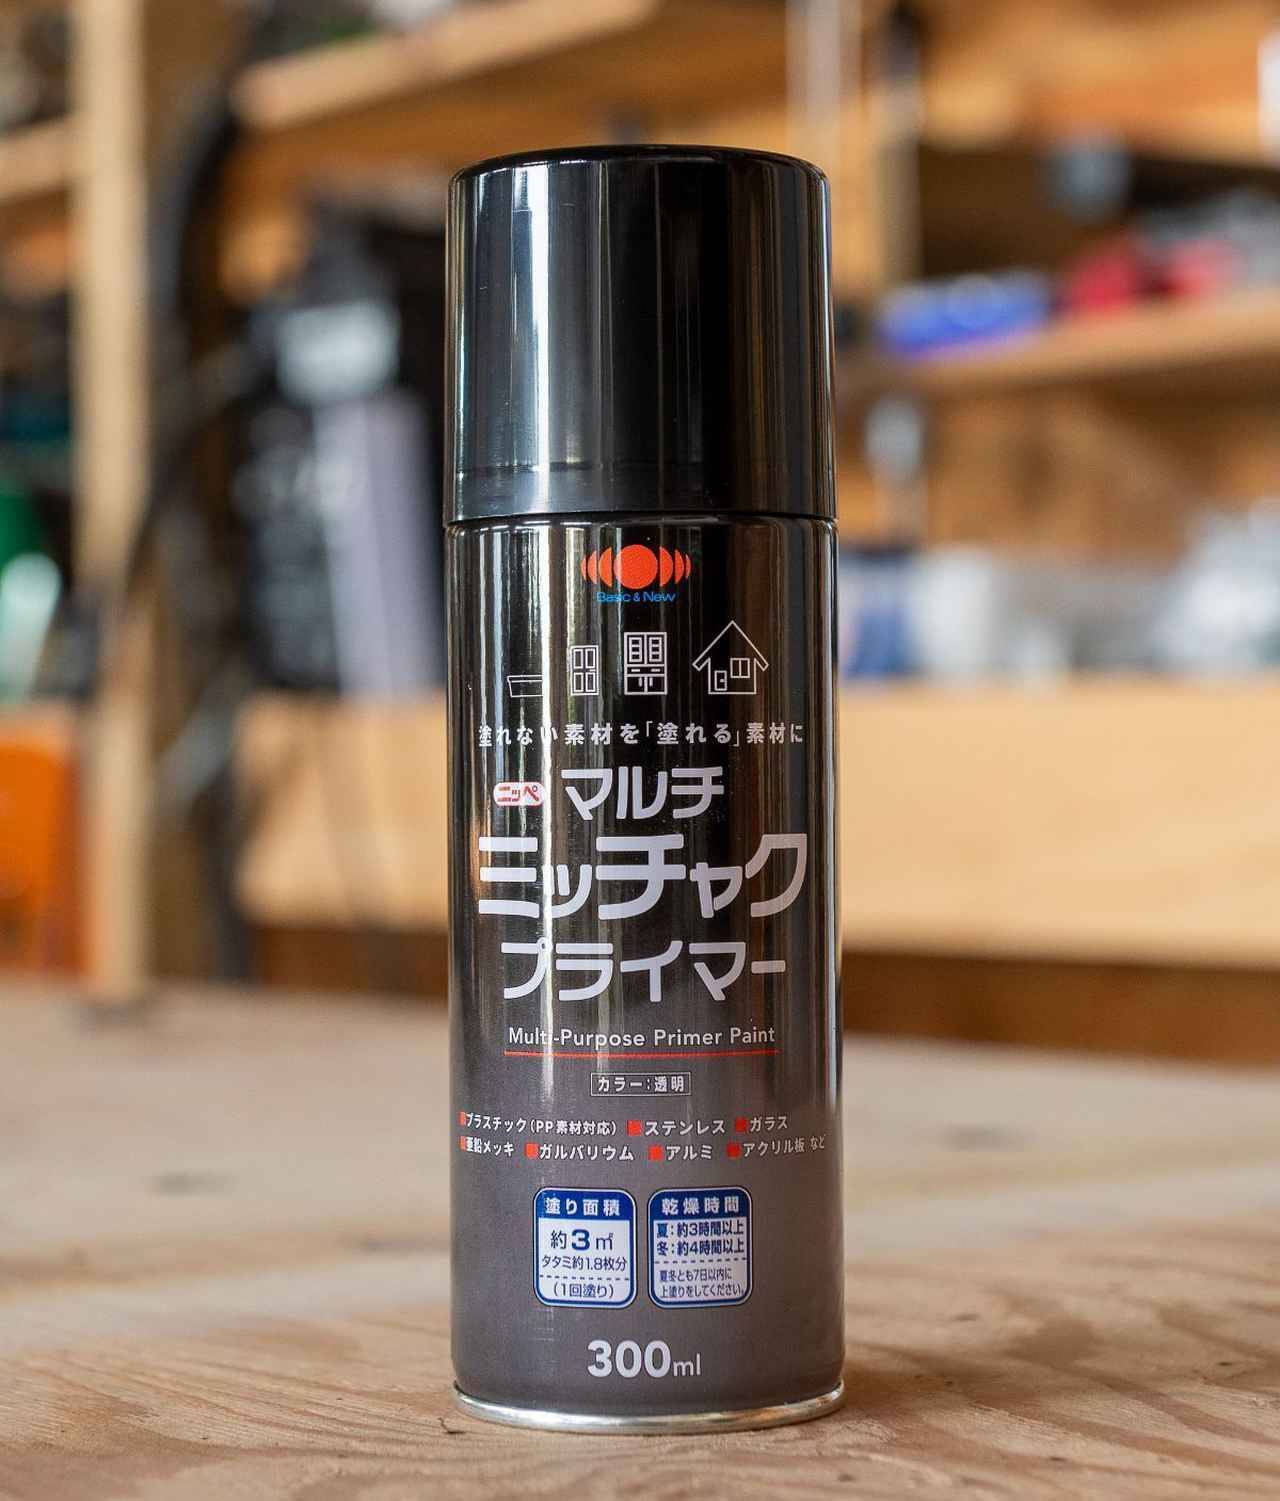 Basic & New
塗れない素材を「塗れる」素材に
ニッペ マルチ
ミッチャク
プライマー
Multi-Purpose Primer Paint
カラー：透明
プラスチック(PP素材対応) ステンレス ガラス
亜鉛メッキ ガルバリウム アルミ アクリル板 など
塗り面積
約3㎡
タタミ約1.8枚分
(1回塗り)
乾燥時間
夏：約3時間以上
冬：約4時間以上
夏冬とも7日以内に
上塗りをしてください。
300ml